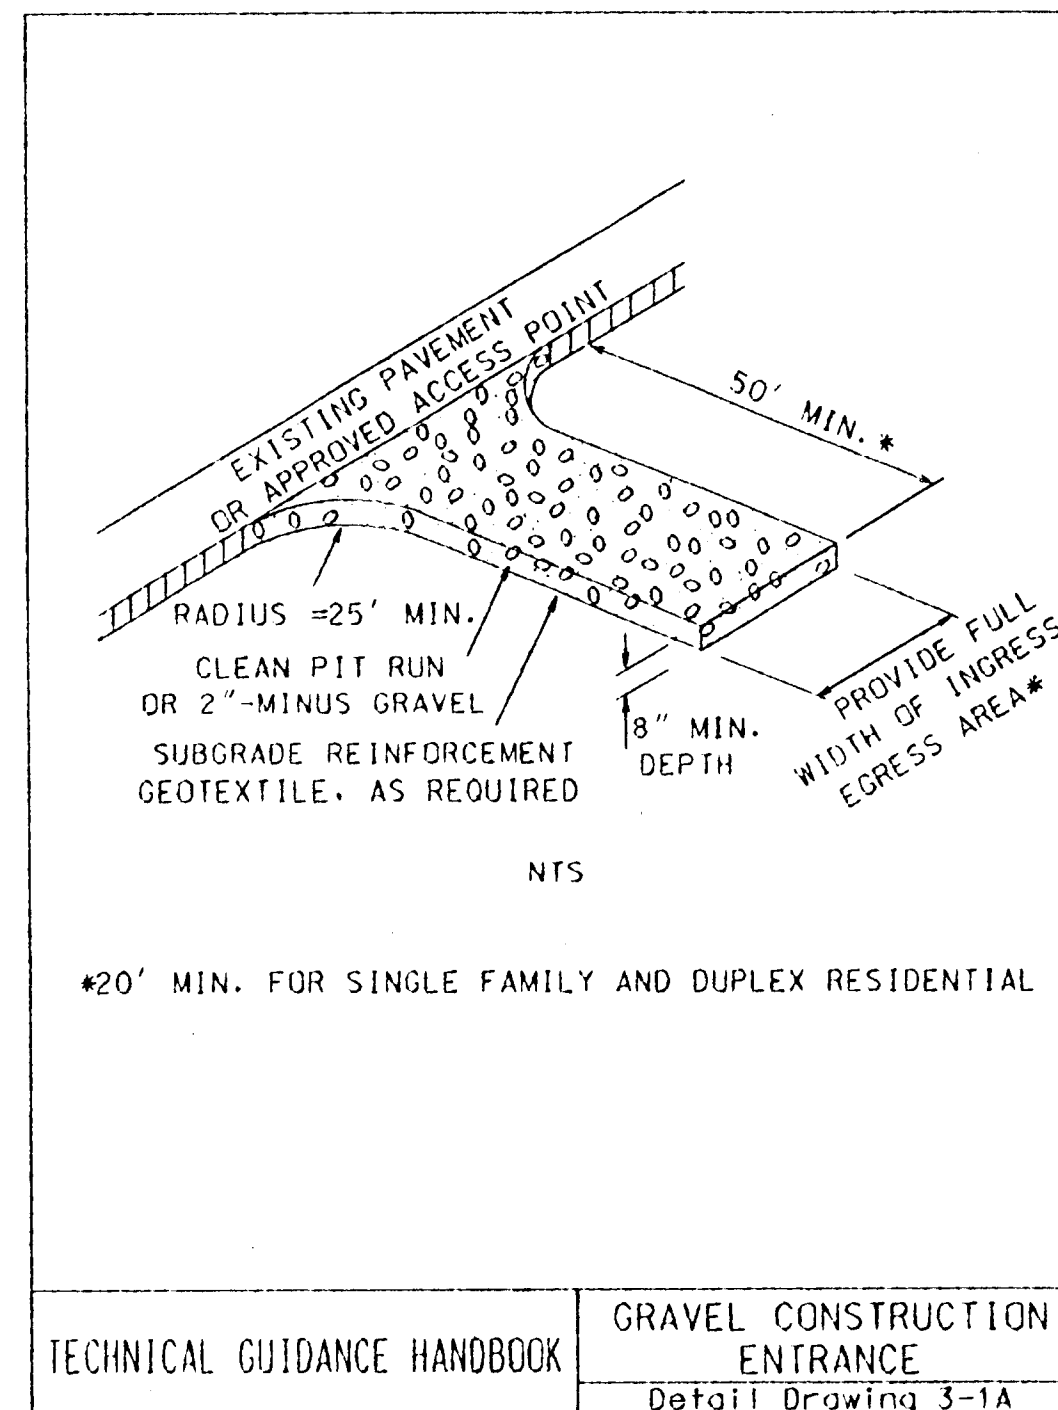 EXISTING PAVEMENT
OR APPROVED ACCESS POINT
50' MIN.*
RADIUS =25' MIN.
CLEAN PIT RUN
OR 2"-MINUS GRAVEL
SUBGRADE REINFORCEMENT
GEOTEXTILE, AS REQUIRED
8" MIN.
DEPTH
PROVIDE FULL
WIDTH OF INGRESS
EGRESS AREA*
NTS
*20' MIN. FOR SINGLE FAMILY AND DUPLEX RESIDENTIAL
TECHNICAL GUIDANCE HANDBOOK
GRAVEL CONSTRUCTION
ENTRANCE
Detail Drawing 3-1A